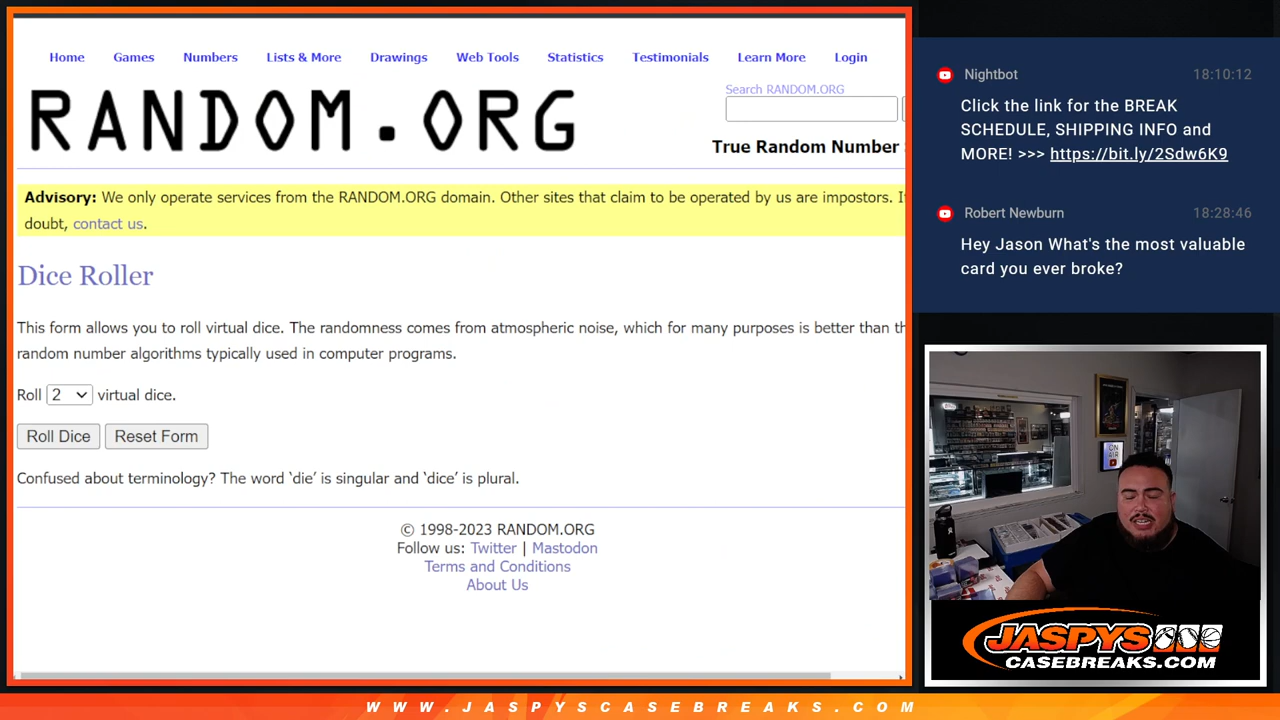 Home Games Numbers Lists & More Drawings Web Tools Statistics Testimonials Learn More Login
RANDOM.ORG
Search RANDOM.ORG
True Random Number
Advisory: We only operate services from the RANDOM.ORG domain. Other sites that claim to be operated by us are impostors. I
doubt, contact us.
Dice Roller
This form allows you to roll virtual dice. The randomness comes from atmospheric noise, which for many purposes is better than th
random number algorithms typically used in computer programs.
Roll 2 virtual dice.
Roll Dice Reset Form
Confused about terminology? The word ‘die’ is singular and ‘dice’ is plural.
© 1998-2023 RANDOM.ORG
Follow us: Twitter | Mastodon
Terms and Conditions
About Us
Nightbot 18:10:12
Click the link for the BREAK
SCHEDULE, SHIPPING INFO and
MORE! >>> https://bit.ly/2Sdw6K9
Robert Newburn 18:28:46
Hey Jason What's the most valuable
card you ever broke?
ON
AIR
JASPYS
CASEBREAKS.COM
WWW.JASPYSCASEBREAKS.COM